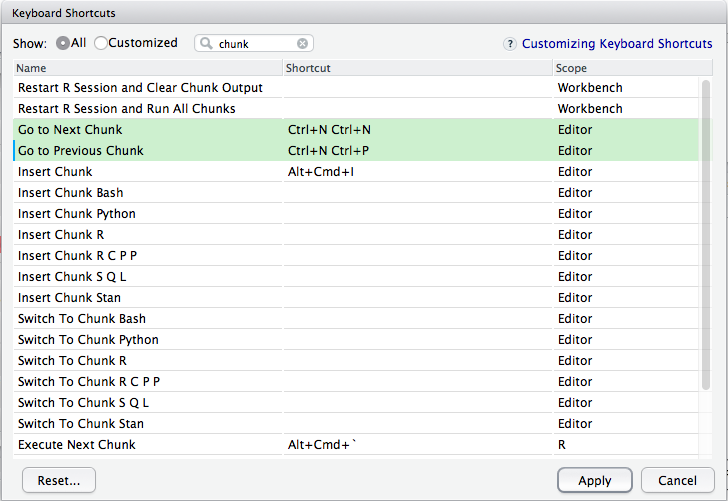 Keyboard Shortcuts
Show: All Customized chunk ? Customizing Keyboard Shortcuts
Name Shortcut Scope
Restart R Session and Clear Chunk Output Workbench
Restart R Session and Run All Chunks Workbench
Go to Next Chunk Ctrl+N Ctrl+N Editor
Go to Previous Chunk Ctrl+N Ctrl+P Editor
Insert Chunk Alt+Cmd+I Editor
Insert Chunk Bash Editor
Insert Chunk Python Editor
Insert Chunk R Editor
Insert Chunk R C P P Editor
Insert Chunk S Q L Editor
Insert Chunk Stan Editor
Switch To Chunk Bash Editor
Switch To Chunk Python Editor
Switch To Chunk R Editor
Switch To Chunk R C P P Editor
Switch To Chunk S Q L Editor
Switch To Chunk Stan Editor
Execute Next Chunk Alt+Cmd+` R
Reset... Apply Cancel